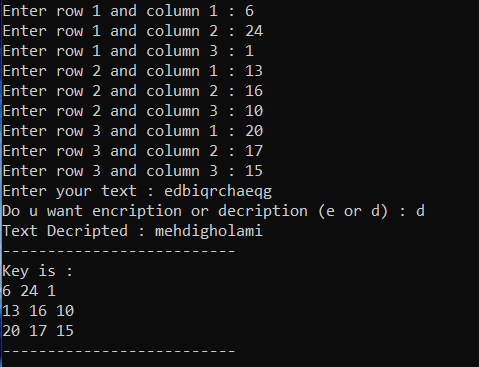 Enter row 1 and column 1 : 6
Enter row 1 and column 2 : 24
Enter row 1 and column 3 : 1
Enter row 2 and column 1 : 13
Enter row 2 and column 2 : 16
Enter row 2 and column 3 : 10
Enter row 3 and column 1 : 20
Enter row 3 and column 2 : 17
Enter row 3 and column 3 : 15
Enter your text : edbiqrchaeqg
Do u want encription or decription (e or d) : d
Text Decripted : mehdigholami
--------------------------
Key is :
6 24 1
13 16 10
20 17 15
--------------------------